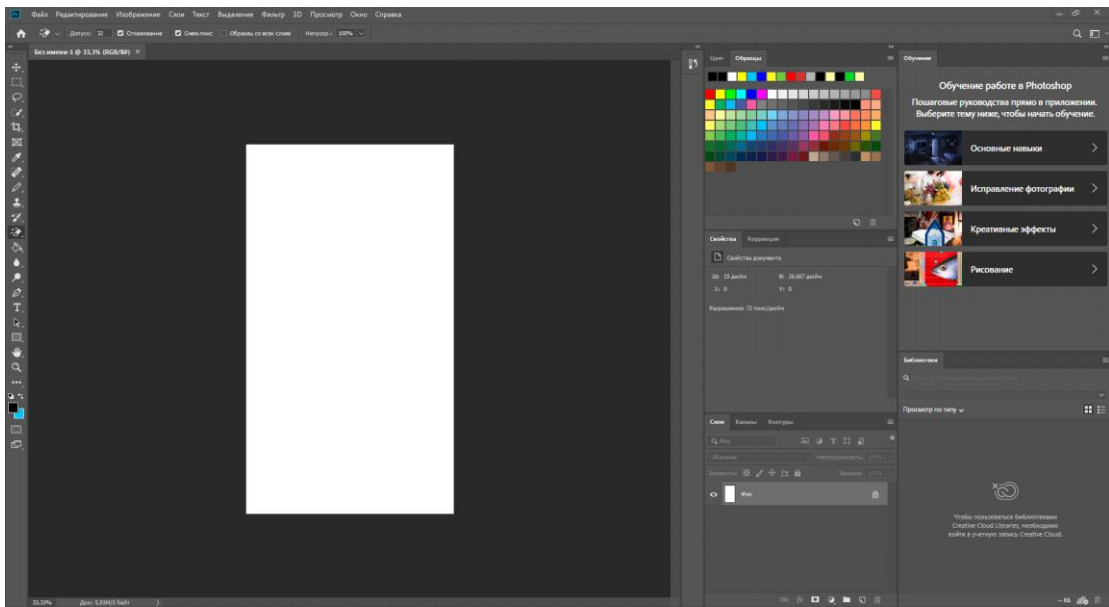 Файл Редактирование Изображение Слои Текст Выделение Фильтр 3D Просмотр Окно Справка
Допуск: 32 Сглаживание Смеж.пикс Образец со всех слоев Непрозр.: 100%
Без имени-1 @ 33,3% (RGB/8#) ×
Цвет Образцы
Обучение
Обучение работе в Photoshop
Пошаговые руководства прямо в приложении.
Выберите тему ниже, чтобы начать обучение.
Основные навыки
Исправление фотографии
Креативные эффекты
Рисование
Свойства Коррекция
Свойства документа
Ш: 15 дюйм В: 26,667 дюйм
X: 0 Y: 0
Разрешение: 72 пикс/дюйм
Библиотеки
Просмотр по типу
Слои Каналы Контуры
Вид
Обычные Непрозрачность: 100%
Закрепить: Заливка: 100%
Фон
Чтобы пользоваться библиотеками
Creative Cloud Libraries, необходимо
войти в учетную запись Creative Cloud.
33,33% Док: 5,93M/0 байт
-- КБ